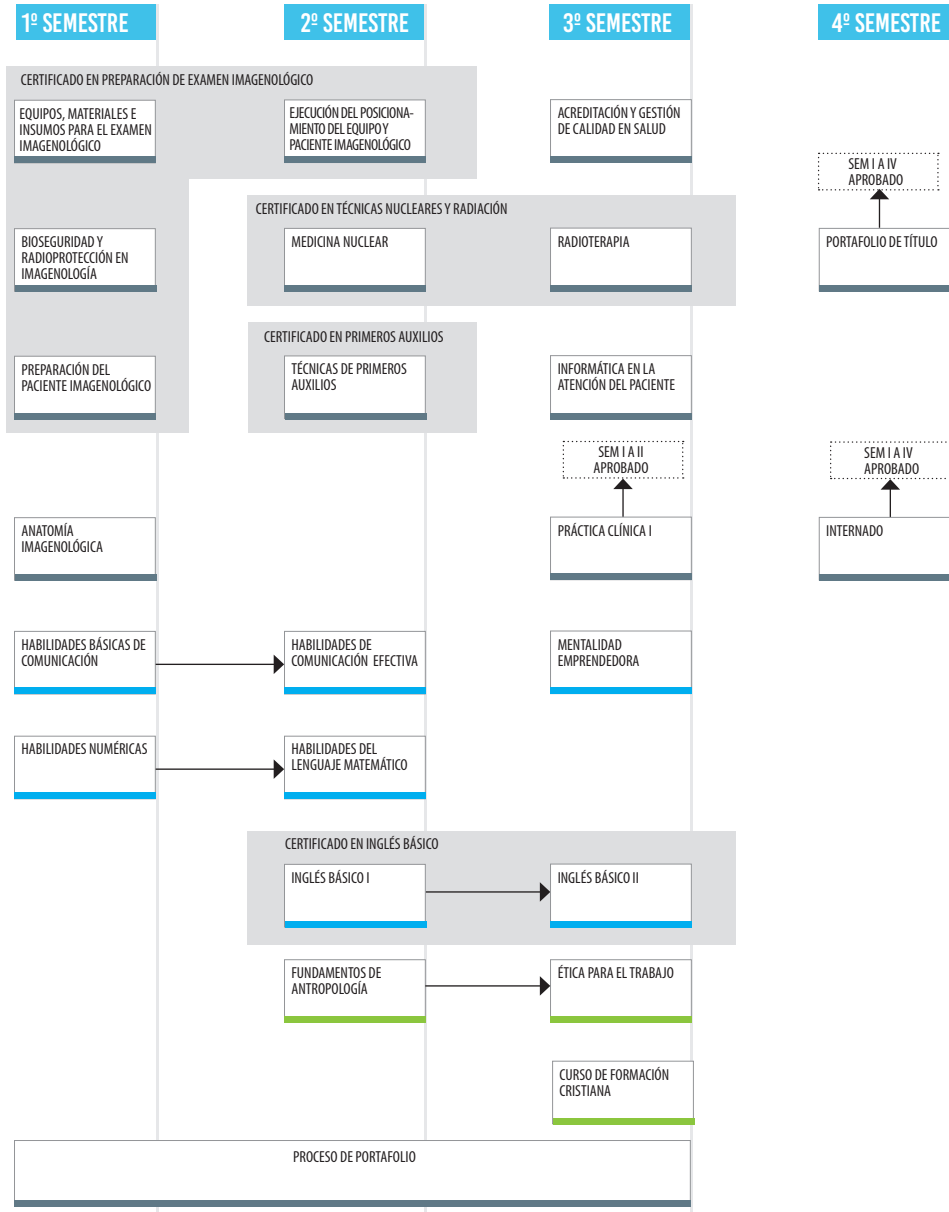 1º SEMESTRE
2º SEMESTRE
3º SEMESTRE
4º SEMESTRE
CERTIFICADO EN PREPARACIÓN DE EXAMEN IMAGENOLÓGICO
EQUIPOS, MATERIALES E
INSUMOS PARA EL EXAMEN
IMAGENOLÓGICO
EJECUCIÓN DEL POSICIONA-
MIENTO DEL EQUIPO Y
PACIENTE IMAGENOLÓGICO
ACREDITACIÓN Y GESTIÓN
DE CALIDAD EN SALUD
SEM I A IV
APROBADO
CERTIFICADO EN TÉCNICAS NUCLEARES Y RADIACIÓN
BIOSEGURIDAD Y
RADIOPROTECCIÓN EN
IMAGENOLOGÍA
MEDICINA NUCLEAR
RADIOTERAPIA
PORTAFOLIO DE TÍTULO
CERTIFICADO EN PRIMEROS AUXILIOS
PREPARACIÓN DEL
PACIENTE IMAGENOLÓGICO
TÉCNICAS DE PRIMEROS
AUXILIOS
INFORMÁTICA EN LA
ATENCIÓN DEL PACIENTE
SEM I A II
APROBADO
SEM I A IV
APROBADO
ANATOMÍA
IMAGENOLÓGICA
PRÁCTICA CLÍNICA I
INTERNADO
HABILIDADES BÁSICAS DE
COMUNICACIÓN
HABILIDADES DE
COMUNICACIÓN EFECTIVA
MENTALIDAD
EMPRENDEDORA
HABILIDADES NUMÉRICAS
HABILIDADES DEL
LENGUAJE MATEMÁTICO
CERTIFICADO EN INGLÉS BÁSICO
INGLÉS BÁSICO I
INGLÉS BÁSICO II
FUNDAMENTOS DE
ANTROPOLOGÍA
ÉTICA PARA EL TRABAJO
CURSO DE FORMACIÓN
CRISTIANA
PROCESO DE PORTAFOLIO